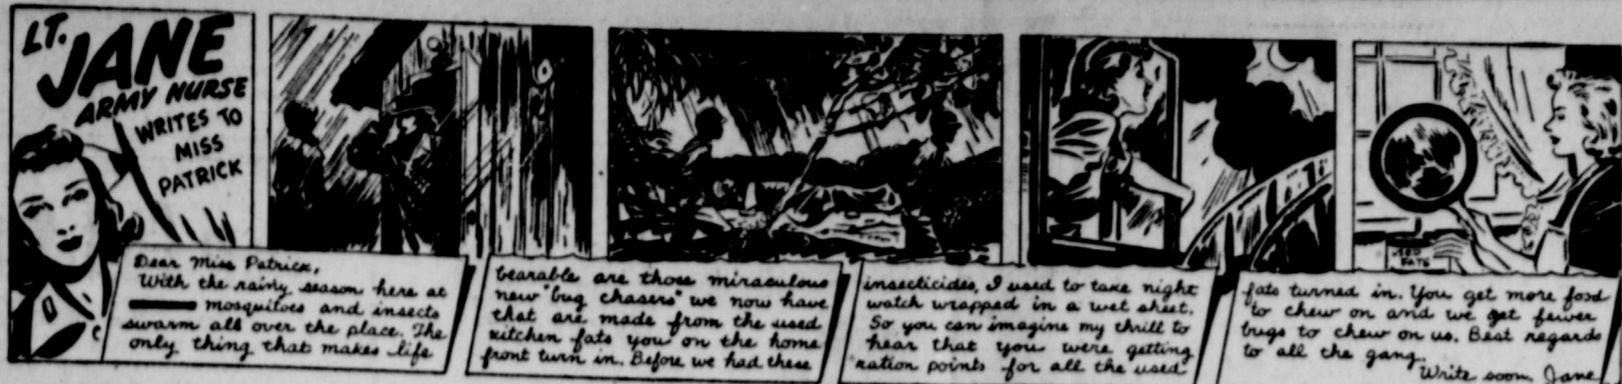 LT.
JANE
ARMY NURSE
WRITES TO
MISS
PATRICK
Dear Miss Patrick,
With the rainy season here at
mosquitoes and insects
swarm all over the place. The
only thing that makes life
bearable are those miraculous
new "bug chasers" we now have
that are made from the used
kitchen fats you on the home
front turn in. Before we had these
insecticides, I used to take night
watch wrapped in a wet sheet.
So you can imagine my thrill to
hear that you were getting
ration points for all the used
USED
FATS
fats turned in. You get more food
to chew on and we get fewer
bugs to chew on us. Best regards
to all the gang.
Write soon, Jane